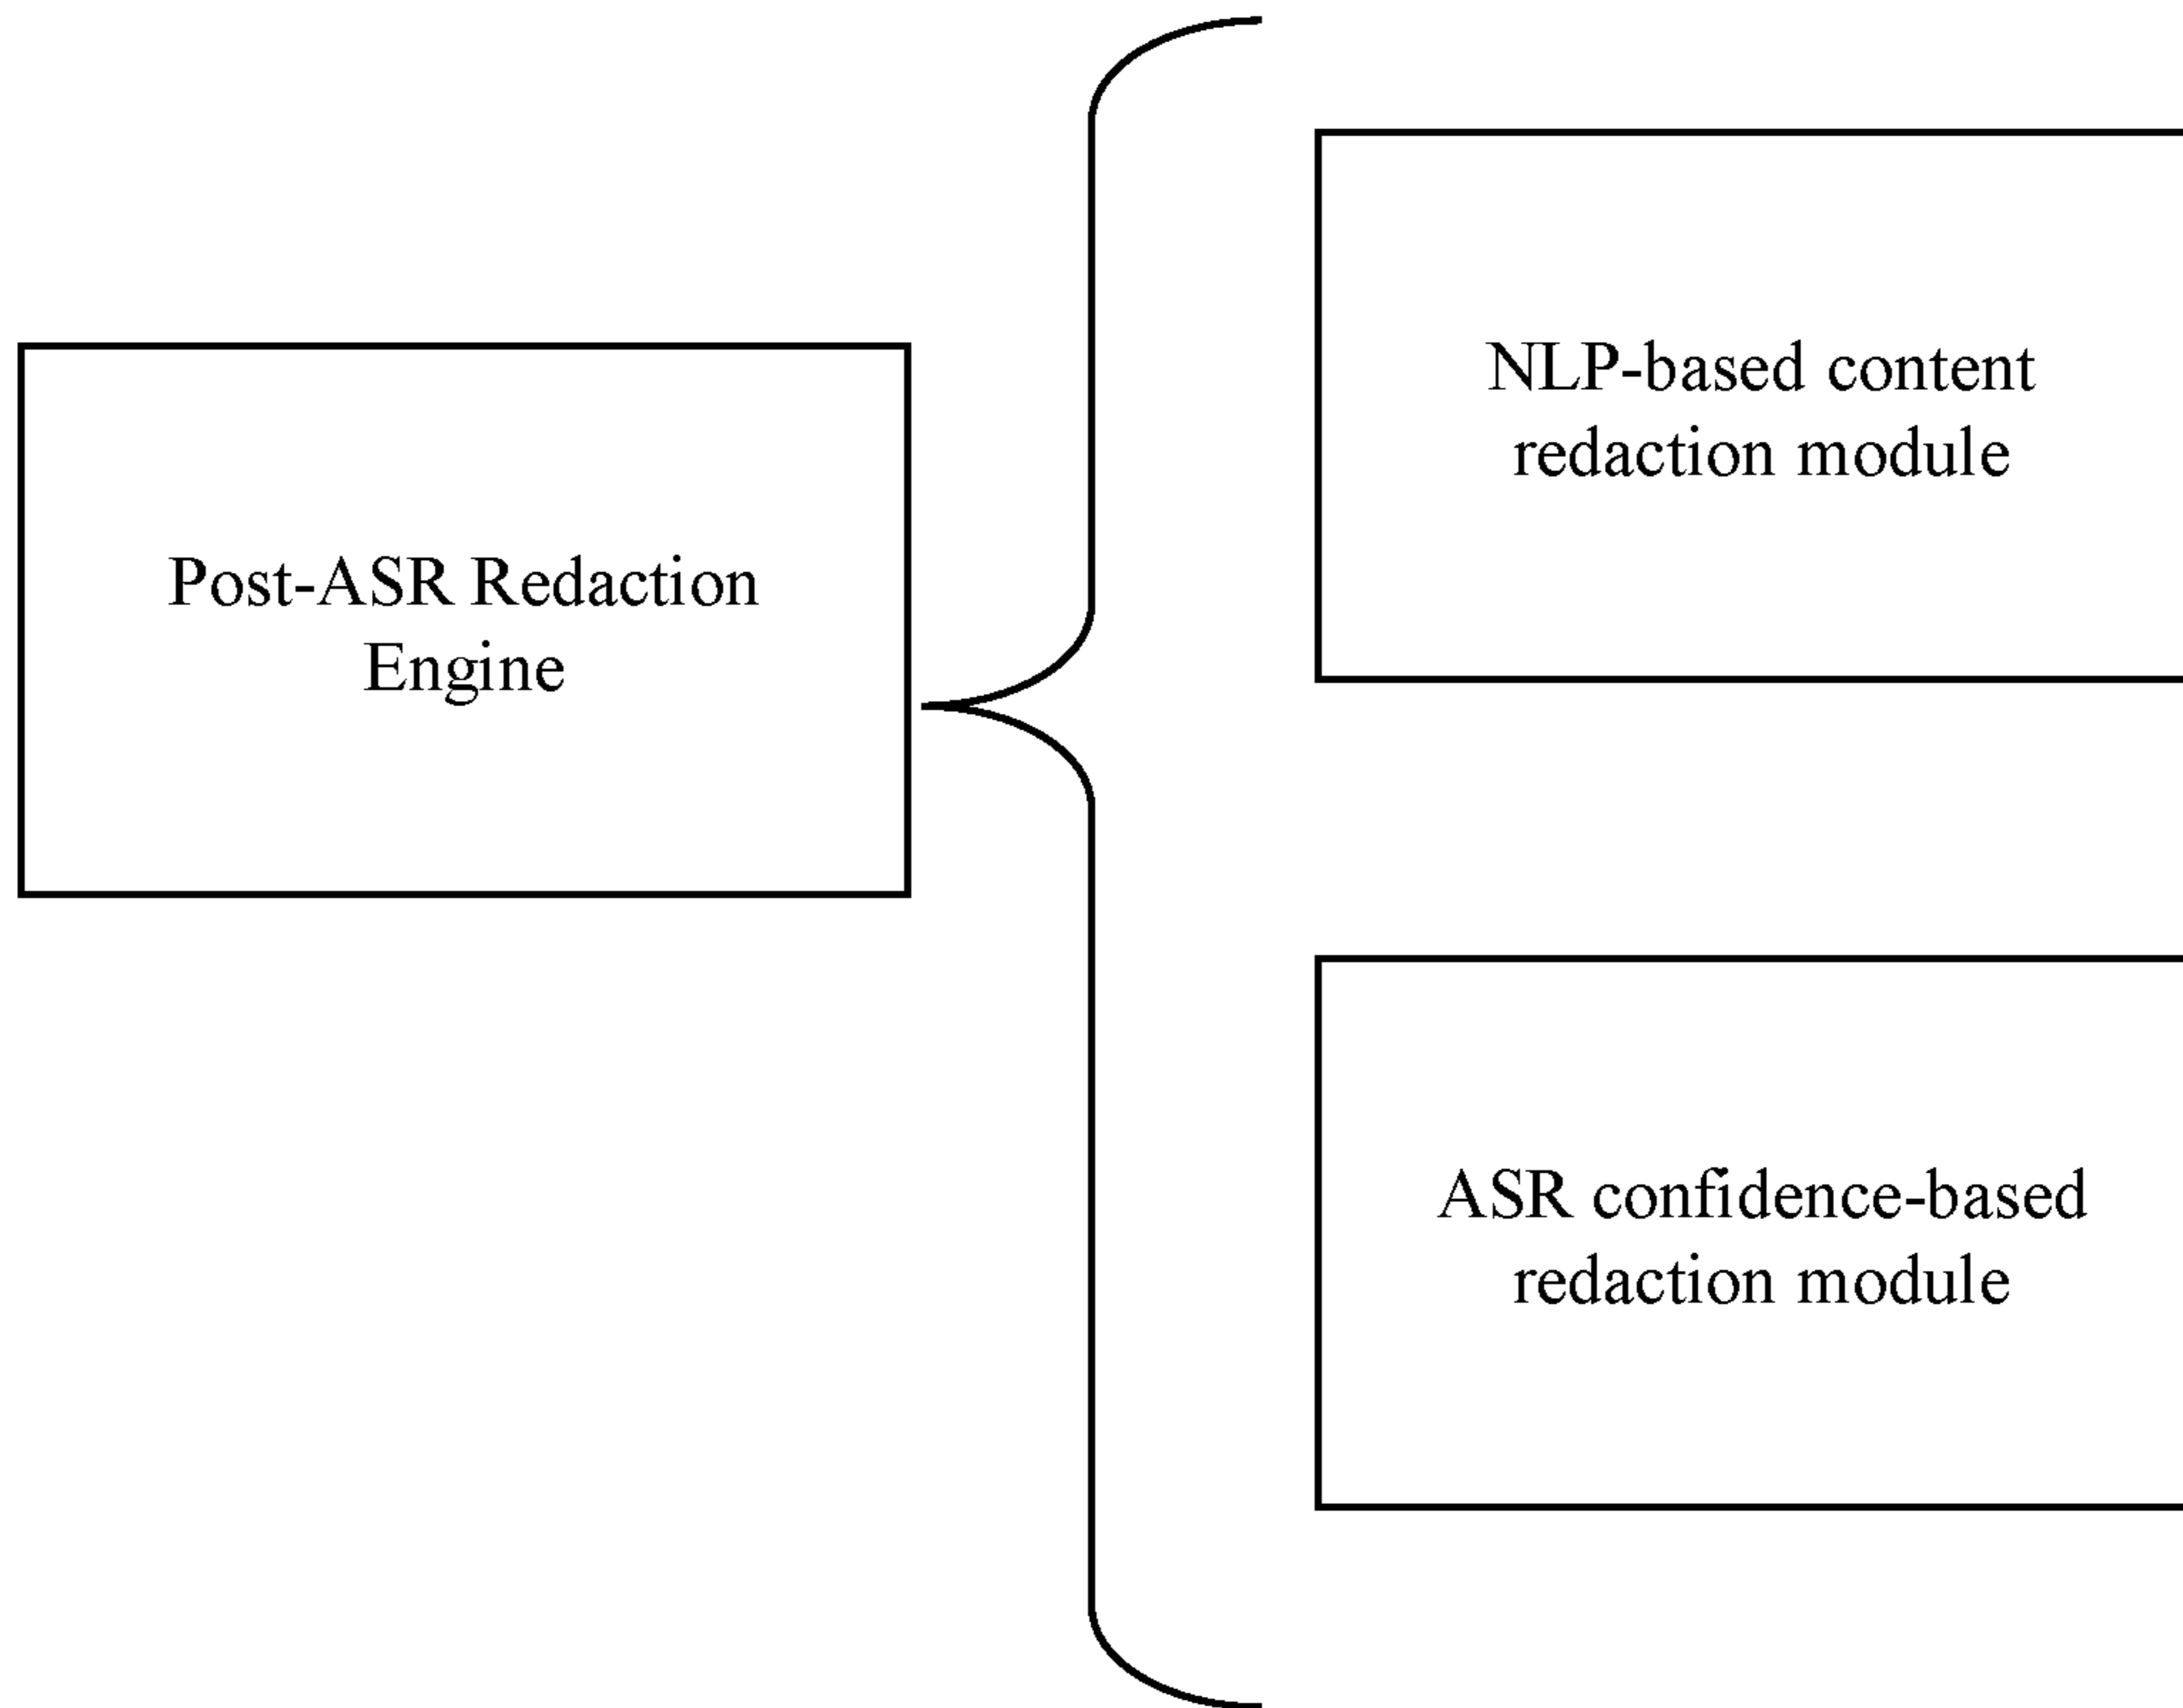 Post-ASR Redaction
Engine
NLP-based content
redaction module
ASR confidence-based
redaction module